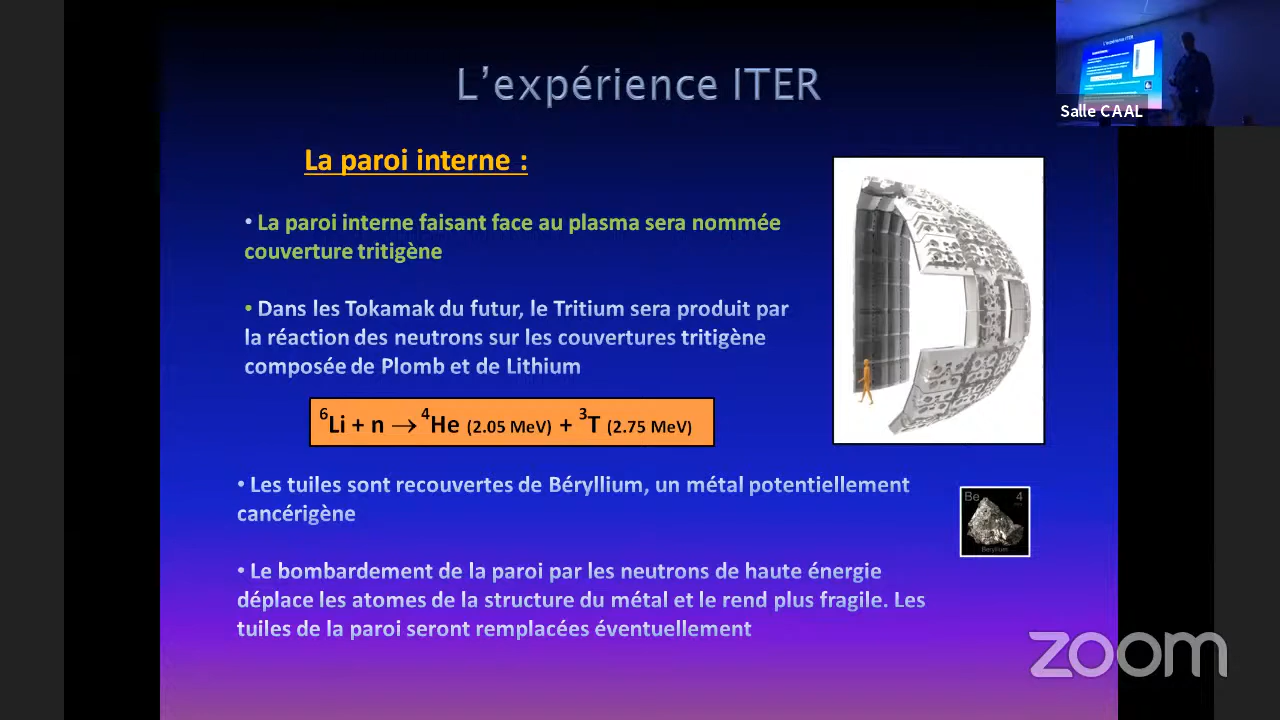 L'expérience ITER
L'expérience ITER
Salle CAAL
La paroi interne :
• La paroi interne faisant face au plasma sera nommée
couverture tritigène
• Dans les Tokamak du futur, le Tritium sera produit par
la réaction des neutrons sur les couvertures tritigène
composée de Plomb et de Lithium
⁶Li + n → ⁴He (2.05 MeV) + ³T (2.75 MeV)
• Les tuiles sont recouvertes de Béryllium, un métal potentiellement
cancérigène
Be 4
Beryllium
• Le bombardement de la paroi par les neutrons de haute énergie
déplace les atomes de la structure du métal et le rend plus fragile. Les
tuiles de la paroi seront remplacées éventuellement
zoom